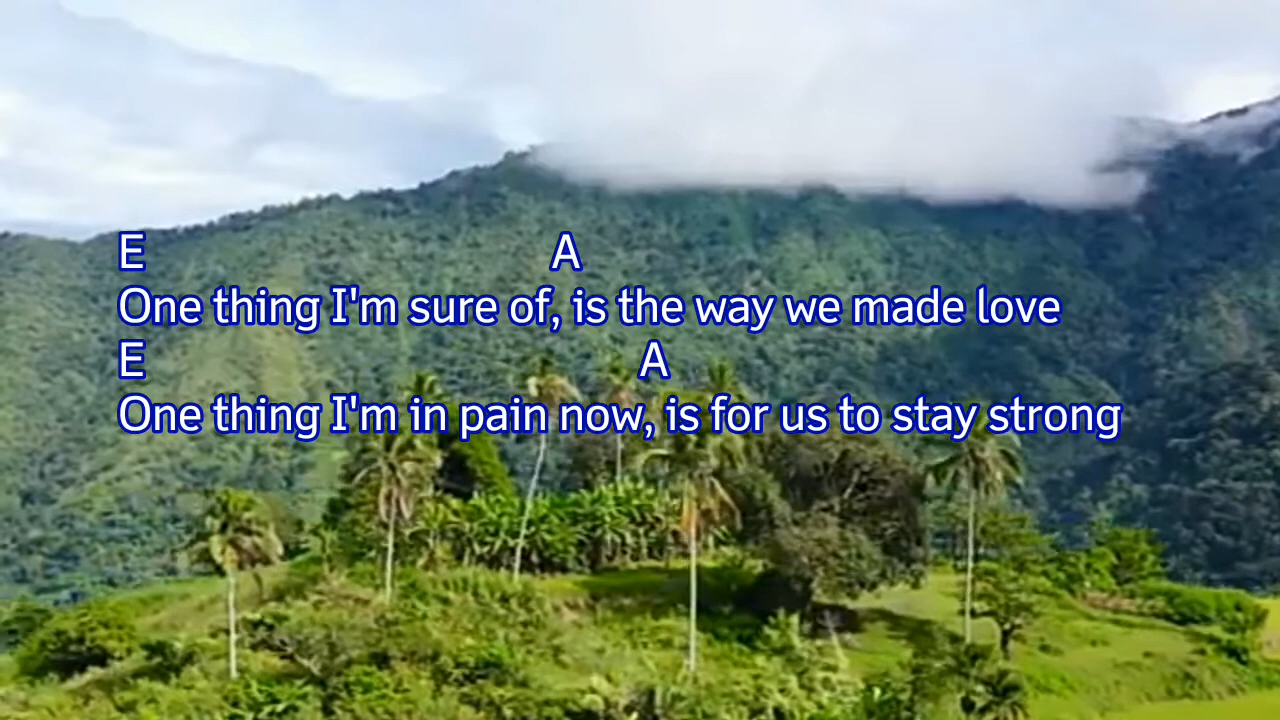 E A
One thing I'm sure of, is the way we made love
E A
One thing I'm in pain now, is for us to stay strong